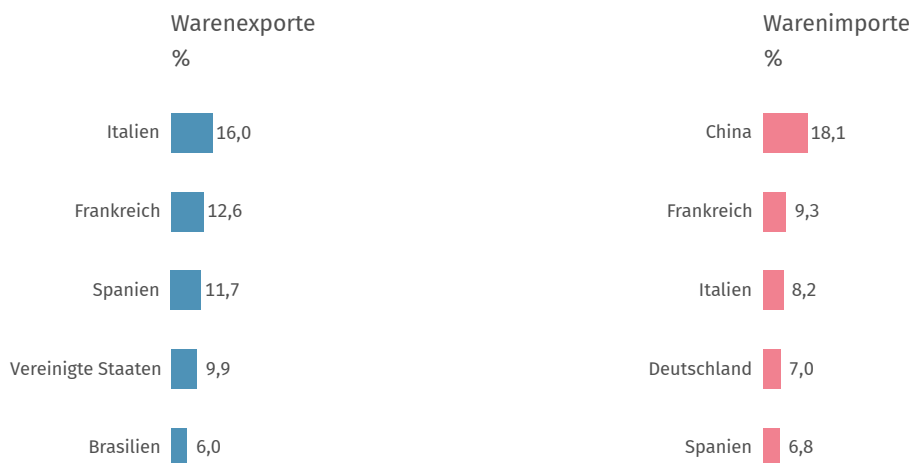 Warenexporte
%
Italien 16,0
Frankreich 12,6
Spanien 11,7
Vereinigte Staaten 9,9
Brasilien 6,0
Warenimporte
%
China 18,1
Frankreich 9,3
Italien 8,2
Deutschland 7,0
Spanien 6,8